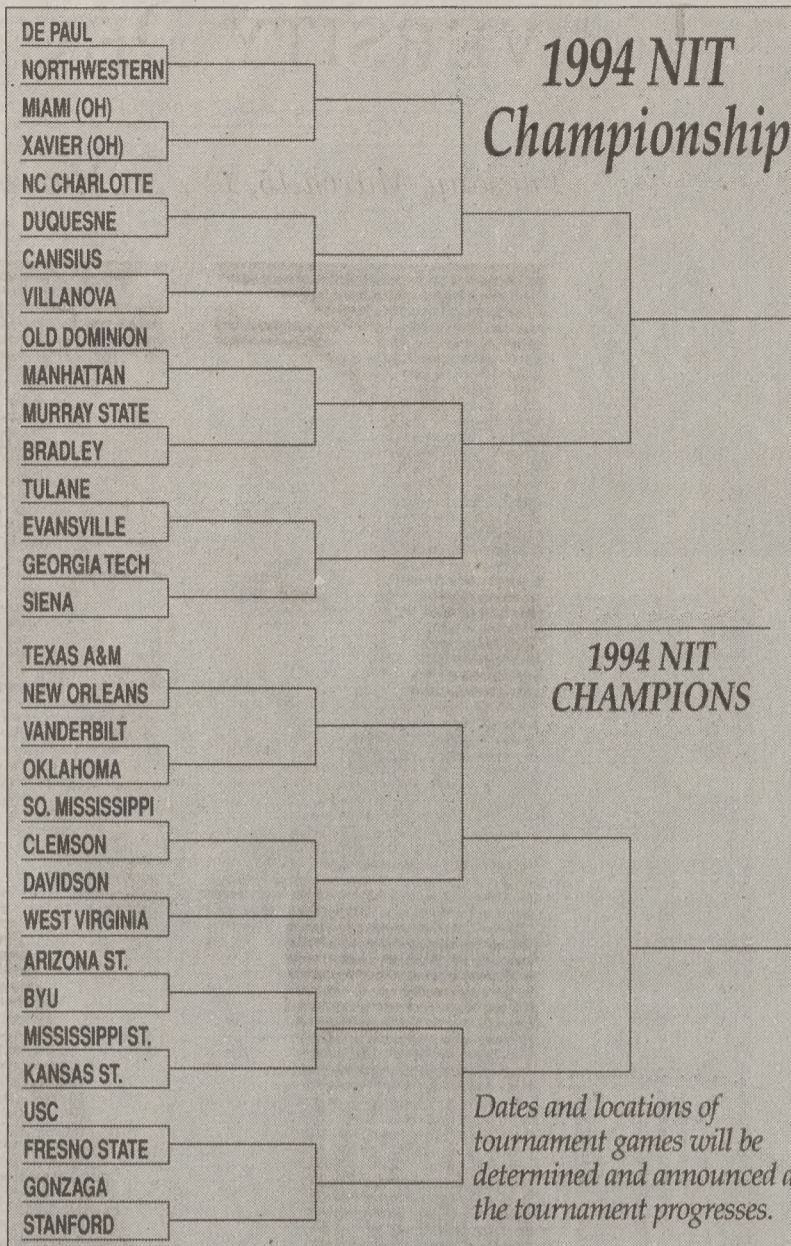 DE PAUL
NORTHWESTERN
MIAMI (OH)
XAVIER (OH)
NC CHARLOTTE
DUQUESNE
CANISIUS
VILLANOVA
OLD DOMINION
MANHATTAN
MURRAY STATE
BRADLEY
TULANE
EVANSVILLE
GEORGIA TECH
SIENA
TEXAS A&M
NEW ORLEANS
VANDERBILT
OKLAHOMA
SO. MISSISSIPPI
CLEMSON
DAVIDSON
WEST VIRGINIA
ARIZONA ST.
BYU
MISSISSIPPI ST.
KANSAS ST.
USC
FRESNO STATE
GONZAGA
STANFORD
1994 NIT
Championship
1994 NIT
CHAMPIONS
Dates and locations of
tournament games will be
determined and announced
the tournament progresses.